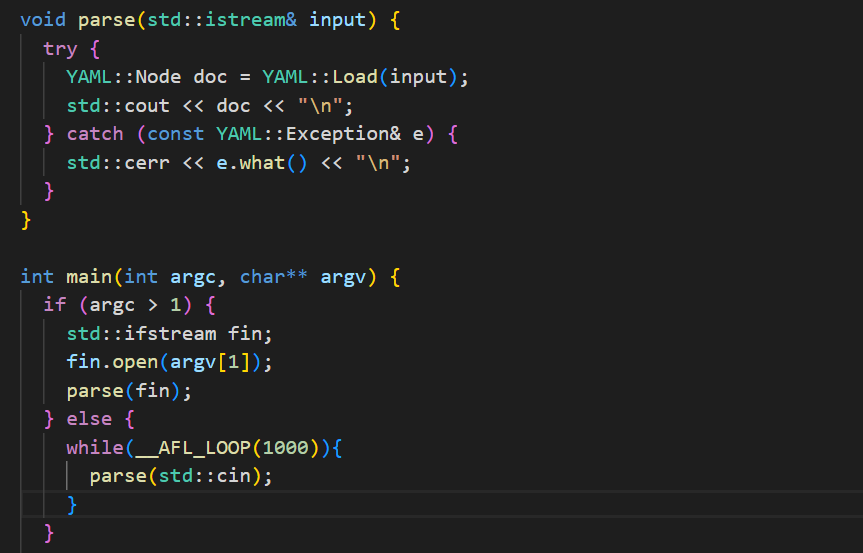 void parse(std::istream& input) {
  try {
    YAML::Node doc = YAML::Load(input);
    std::cout << doc << "\n";
  } catch (const YAML::Exception& e) {
    std::cerr << e.what() << "\n";
  }
}

int main(int argc, char** argv) {
  if (argc > 1) {
    std::ifstream fin;
    fin.open(argv[1]);
    parse(fin);
  } else {
    while(__AFL_LOOP(1000)){
      parse(std::cin);
    }
  }